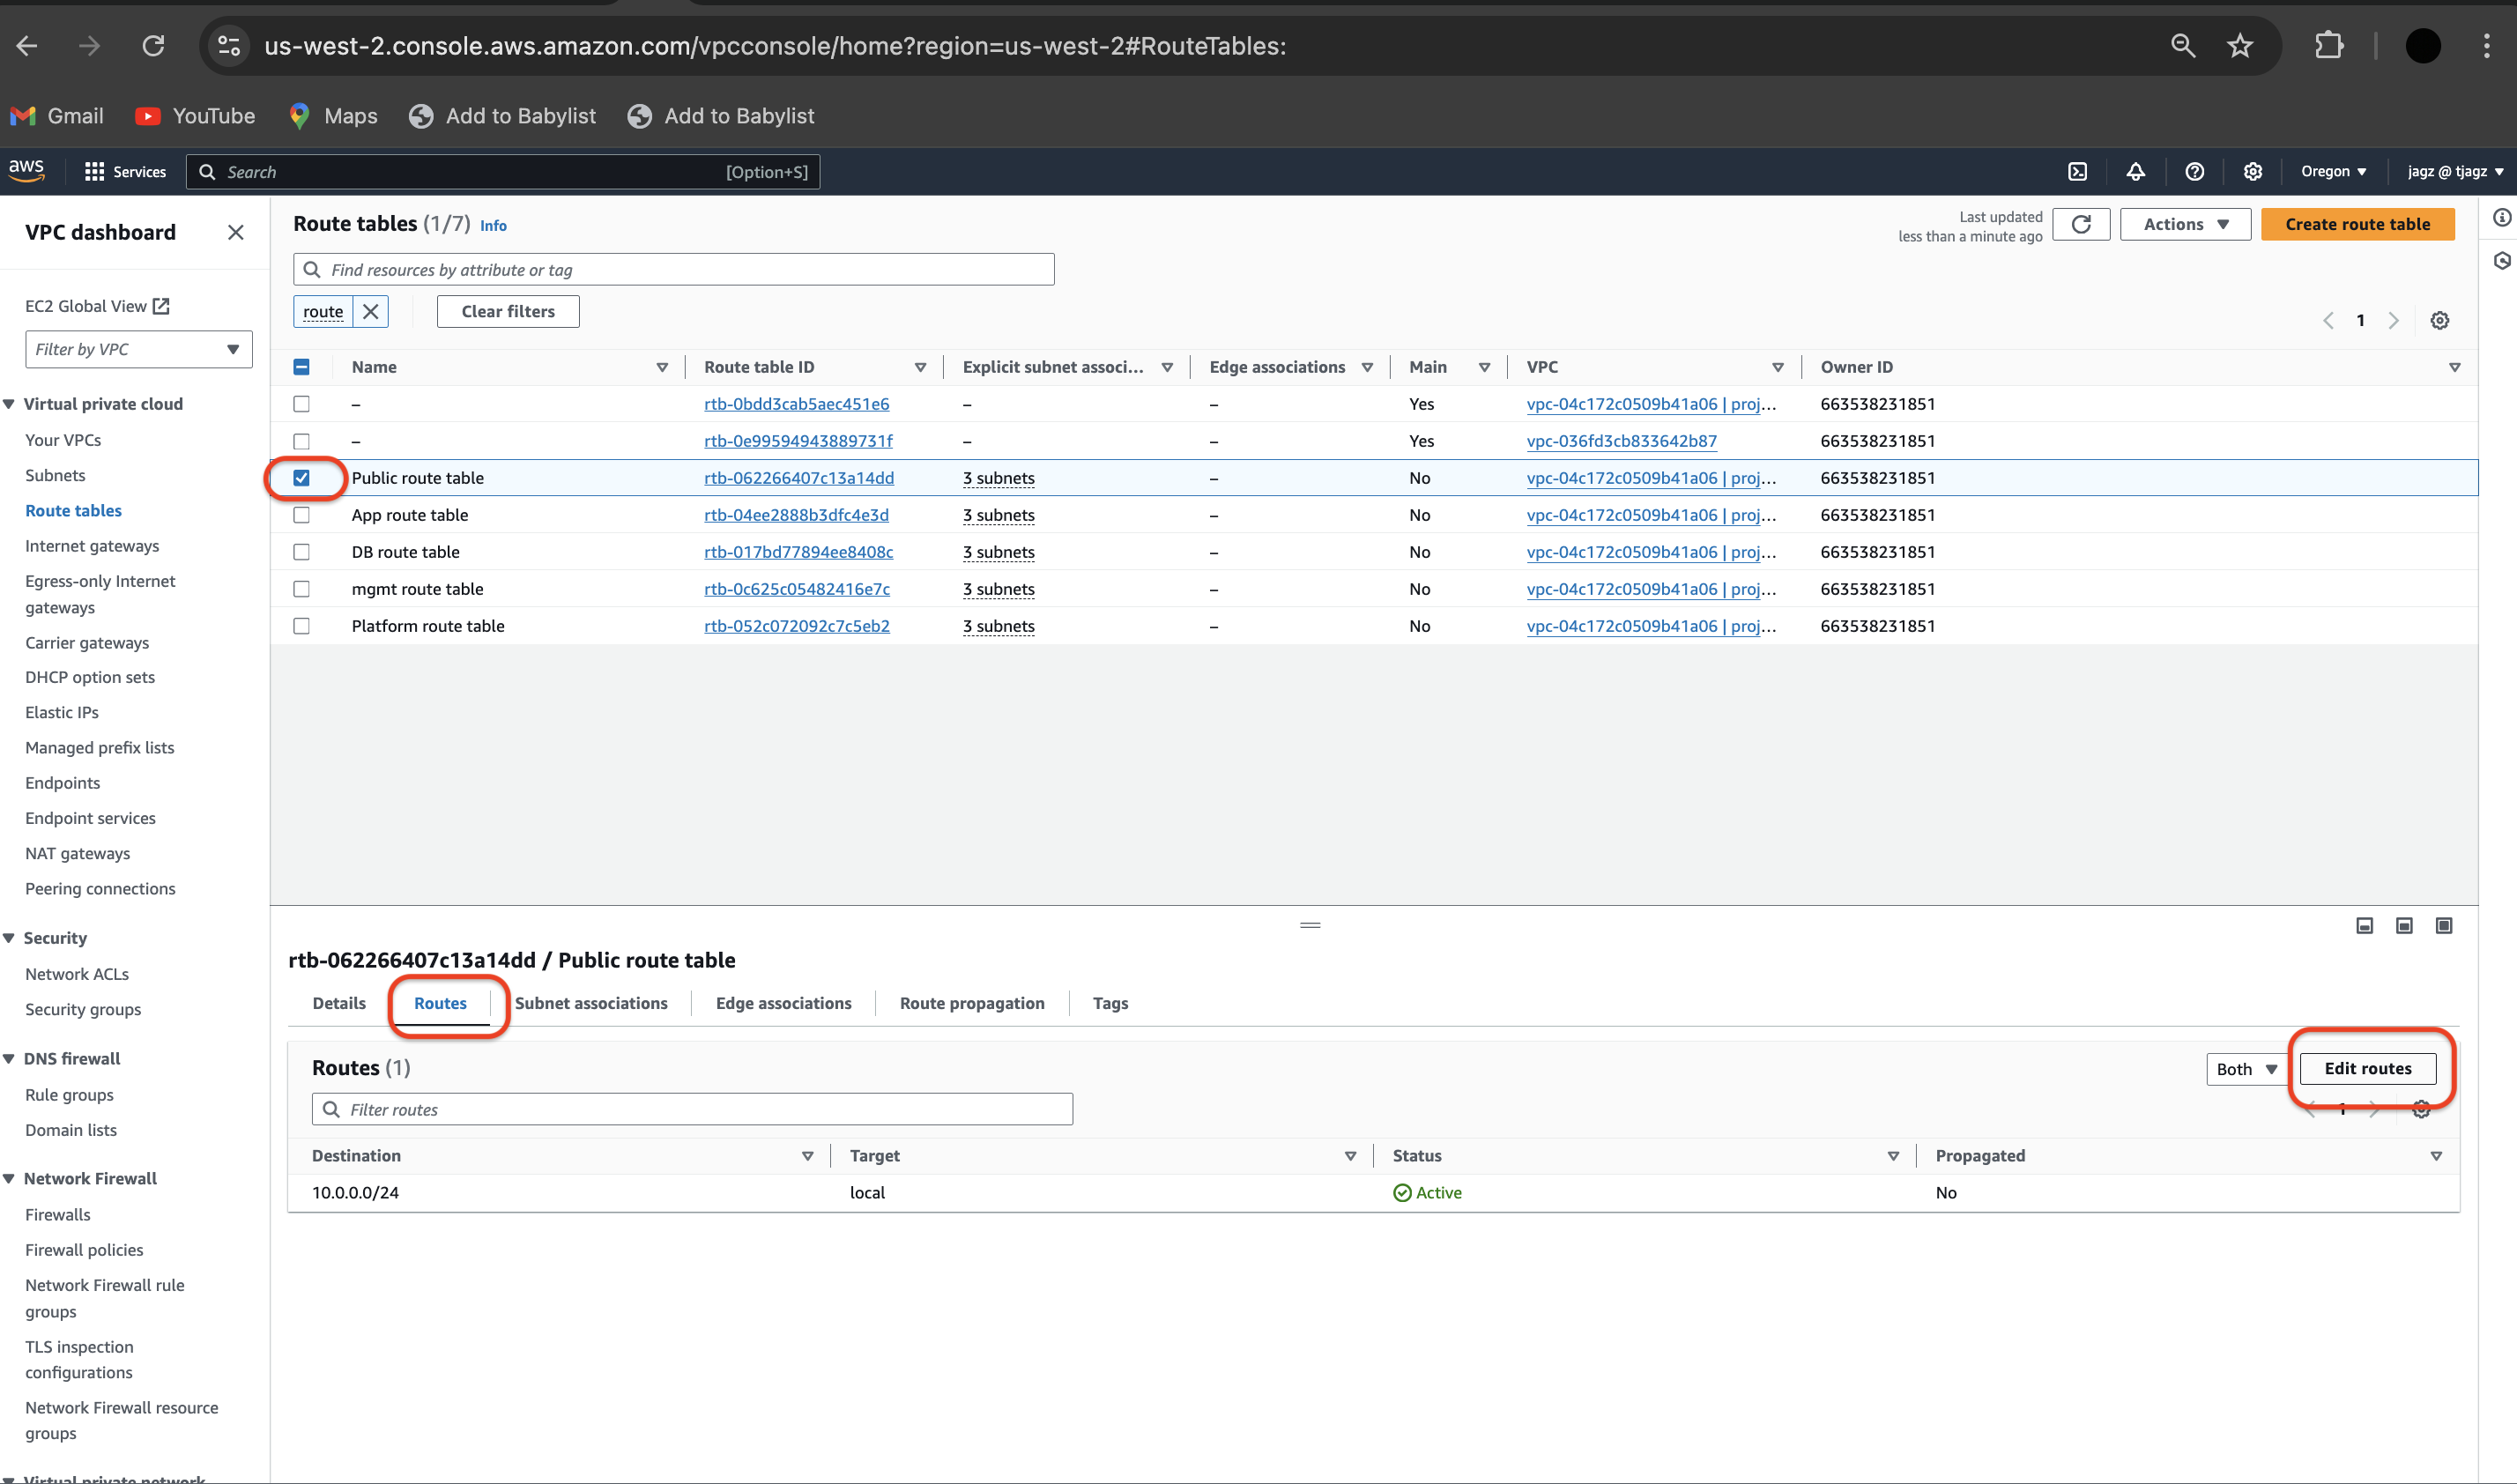 us-west-2.console.aws.amazon.com/vpcconsole/home?region=us-west-2#RouteTables:
Gmail YouTube Maps Add to Babylist Add to Babylist
aws Services Search [Option+S] Oregon jagz @ tjagz
VPC dashboard
EC2 Global View
Filter by VPC
Virtual private cloud
Your VPCs
Subnets
Route tables
Internet gateways
Egress-only Internet
gateways
Carrier gateways
DHCP option sets
Elastic IPs
Managed prefix lists
Endpoints
Endpoint services
NAT gateways
Peering connections
Security
Network ACLs
Security groups
DNS firewall
Rule groups
Domain lists
Network Firewall
Firewalls
Firewall policies
Network Firewall rule
groups
TLS inspection
configurations
Network Firewall resource
groups
Virtual private network
Route tables (1/7) Info
Last updated
less than a minute ago
Actions Create route table
Find resources by attribute or tag
route Clear filters
1
Name Route table ID Explicit subnet associ... Edge associations Main VPC Owner ID
– rtb-0bdd3cab5aec451e6 – – Yes vpc-04c172c0509b41a06 | proj... 663538231851
– rtb-0e99594943889731f – – Yes vpc-036fd3cb833642b87 663538231851
Public route table rtb-062266407c13a14dd 3 subnets – No vpc-04c172c0509b41a06 | proj... 663538231851
App route table rtb-04ee2888b3dfc4e3d 3 subnets – No vpc-04c172c0509b41a06 | proj... 663538231851
DB route table rtb-017bd77894ee8408c 3 subnets – No vpc-04c172c0509b41a06 | proj... 663538231851
mgmt route table rtb-0c625c05482416e7c 3 subnets – No vpc-04c172c0509b41a06 | proj... 663538231851
Platform route table rtb-052c072092c7c5eb2 3 subnets – No vpc-04c172c0509b41a06 | proj... 663538231851
rtb-062266407c13a14dd / Public route table
Details Routes Subnet associations Edge associations Route propagation Tags
Routes (1)
Both Edit routes
Filter routes
1
Destination Target Status Propagated
10.0.0.0/24 local Active No